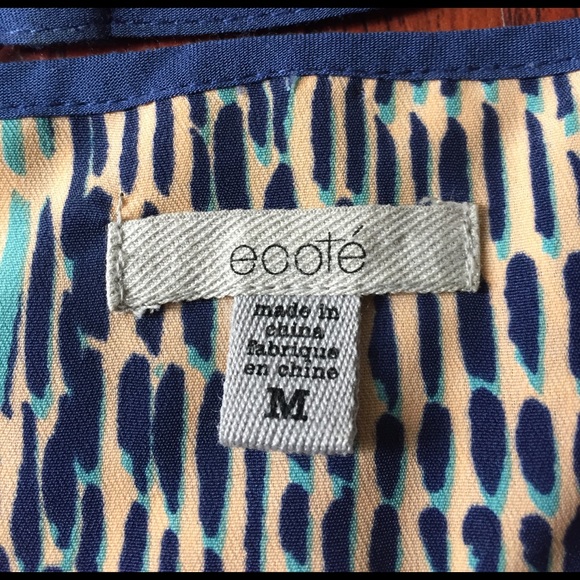 ecoté
made in
china
fabriqué
en chine
M